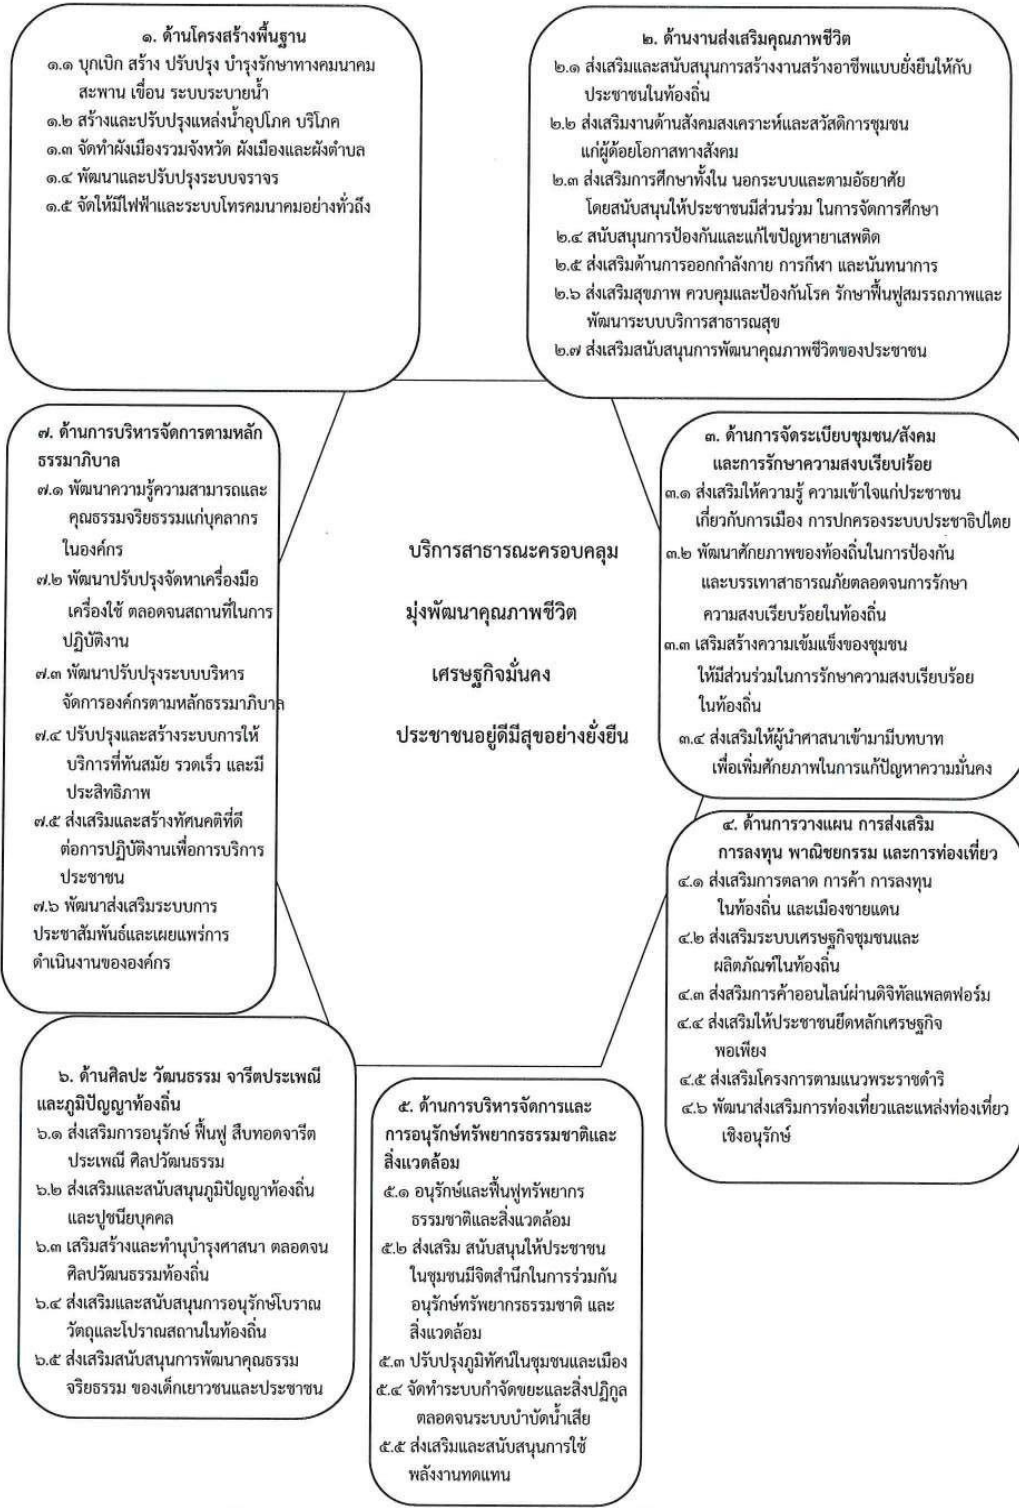 ๑. ด้านโครงสร้างพื้นฐาน
๑.๑ บุกเบิก สร้าง ปรับปรุง บำรุงรักษาทางคมนาคม
สะพาน เขื่อน ระบบระบายน้ำ
๑.๒ สร้างและปรับปรุงแหล่งน้ำอุปโภค บริโภค
๑.๓ จัดทำผังเมืองรวมจังหวัด ผังเมืองและผังตำบล
๑.๔ พัฒนาและปรับปรุงระบบจราจร
๑.๕ จัดให้มีไฟฟ้าและระบบโทรคมนาคมอย่างทั่วถึง
๒. ด้านงานส่งเสริมคุณภาพชีวิต
๒.๑ ส่งเสริมและสนับสนุนการสร้างงานสร้างอาชีพแบบยั่งยืนให้กับ
ประชาชนในท้องถิ่น
๒.๒ ส่งเสริมงานด้านสังคมสงเคราะห์และสวัสดิการชุมชน
แก่ผู้ด้อยโอกาสทางสังคม
๒.๓ ส่งเสริมการศึกษาทั้งใน นอกระบบและตามอัธยาศัย
โดยสนับสนุนให้ประชาชนมีส่วนร่วม ในการจัดการศึกษา
๒.๔ สนับสนุนการป้องกันและแก้ไขปัญหายาเสพติด
๒.๕ ส่งเสริมด้านการออกกำลังกาย การกีฬา และนันทนาการ
๒.๖ ส่งเสริมสุขภาพ ควบคุมและป้องกันโรค รักษาฟื้นฟูสมรรถภาพและ
พัฒนาระบบบริการสาธารณสุข
๒.๗ ส่งเสริมสนับสนุนการพัฒนาคุณภาพชีวิตของประชาชน
๓. ด้านการจัดระเบียบชุมชน/สังคม
และการรักษาความสงบเรียบเร้อย
๓.๑ ส่งเสริมให้ความรู้ ความเข้าใจแก่ประชาชน
เกี่ยวกับการเมือง การปกครองระบบประชาธิปไตย
๓.๒ พัฒนาศักยภาพของท้องถิ่นในการป้องกัน
และบรรเทาสาธารณภัยตลอดจนการรักษา
ความสงบเรียบร้อยในท้องถิ่น
๓.๓ เสริมสร้างความเข้มแข็งของชุมชน
ให้มีส่วนร่วมในการรักษาความสงบเรียบร้อย
ในท้องถิ่น
๓.๔ ส่งเสริมให้ผู้นำศาสนาเข้ามามีบทบาท
เพื่อเพิ่มศักยภาพในการแก้ปัญหาความมั่นคง
๔. ด้านการวางแผน การส่งเสริม
การลงทุน พาณิชยกรรม และการท่องเที่ยว
๔.๑ ส่งเสริมการตลาด การค้า การลงทุน
ในท้องถิ่น และเมืองชายแดน
๔.๒ ส่งเสริมระบบเศรษฐกิจชุมชนและ
ผลิตภัณฑ์ในท้องถิ่น
๔.๓ ส่งสริมการค้าออนไลน์ผ่านดิจิทัลแพลตฟอร์ม
๔.๔ ส่งเสริมให้ประชาชนยึดหลักเศรษฐกิจ
พอเพียง
๔.๕ ส่งเสริมโครงการตามแนวพระราชดำริ
๔.๖ พัฒนาส่งเสริมการท่องเที่ยวและแหล่งท่องเที่ยว
เชิงอนุรักษ์
๕. ด้านการบริหารจัดการและ
การอนุรักษ์ทรัพยากรธรรมชาติและ
สิ่งแวดล้อม
๕.๑ อนุรักษ์และฟื้นฟูทรัพยากร
ธรรมชาติและสิ่งแวดล้อม
๕.๒ ส่งเสริม สนับสนุนให้ประชาชน
ในชุมชนมีจิตสำนึกในการร่วมกัน
อนุรักษ์ทรัพยากรธรรมชาติ และ
สิ่งแวดล้อม
๕.๓ ปรับปรุงภูมิทัศน์ในชุมชนและเมือง
๕.๔ จัดทำระบบกำจัดขยะและสิ่งปฏิกูล
ตลอดจนระบบบำบัดน้ำเสีย
๕.๕ ส่งเสริมและสนับสนุนการใช้
พลังงานทดแทน
๖. ด้านศิลปะ วัฒนธรรม จารีตประเพณี
และภูมิปัญญาท้องถิ่น
๖.๑ ส่งเสริมการอนุรักษ์ ฟื้นฟู สืบทอดจารีต
ประเพณี ศิลปวัฒนธรรม
๖.๒ ส่งเสริมและสนับสนุนภูมิปัญญาท้องถิ่น
และปูชนียบุคคล
๖.๓ เสริมสร้างและทำนุบำรุงศาสนา ตลอดจน
ศิลปวัฒนธรรมท้องถิ่น
๖.๔ ส่งเสริมและสนับสนุนการอนุรักษ์โบราณ
วัตถุและโปราณสถานในท้องถิ่น
๖.๕ ส่งเสริมสนับสนุนการพัฒนาคุณธรรม
จริยธรรม ของเด็กเยาวชนและประชาชน
๗. ด้านการบริหารจัดการตามหลัก
ธรรมาภิบาล
๗.๑ พัฒนาความรู้ความสามารถและ
คุณธรรมจริยธรรมแก่บุคลากร
ในองค์กร
๗.๒ พัฒนาปรับปรุงจัดหาเครื่องมือ
เครื่องใช้ ตลอดจนสถานที่ในการ
ปฏิบัติงาน
๗.๓ พัฒนาปรับปรุงระบบบริหาร
จัดการองค์กรตามหลักธรรมาภิบาล
๗.๔ ปรับปรุงและสร้างระบบการให้
บริการที่ทันสมัย รวดเร็ว และมี
ประสิทธิภาพ
๗.๕ ส่งเสริมและสร้างทัศนคติที่ดี
ต่อการปฏิบัติงานเพื่อการบริการ
ประชาชน
๗.๖ พัฒนาส่งเสริมระบบการ
ประชาสัมพันธ์และเผยแพร่การ
ดำเนินงานขององค์กร
บริการสาธารณะครอบคลุม
มุ่งพัฒนาคุณภาพชีวิต
เศรษฐกิจมั่นคง
ประชาชนอยู่ดีมีสุขอย่างยั่งยืน